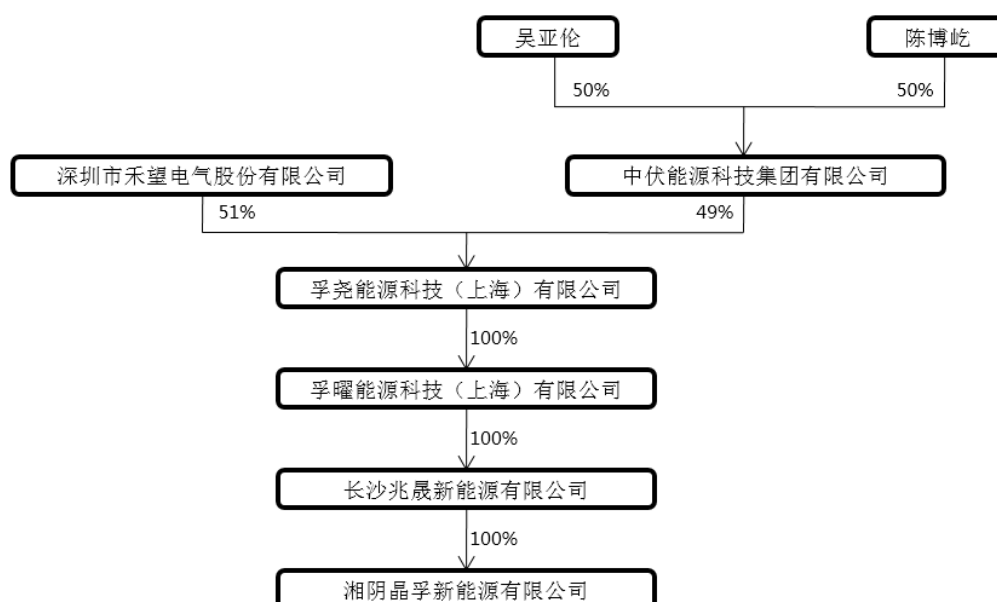 吴亚伦
陈博屹
50%
50%
深圳市禾望电气股份有限公司
中伏能源科技集团有限公司
51%
49%
孚尧能源科技（上海）有限公司
100%
孚曜能源科技（上海）有限公司
100%
长沙兆晟新能源有限公司
100%
湘阴晶孚新能源有限公司